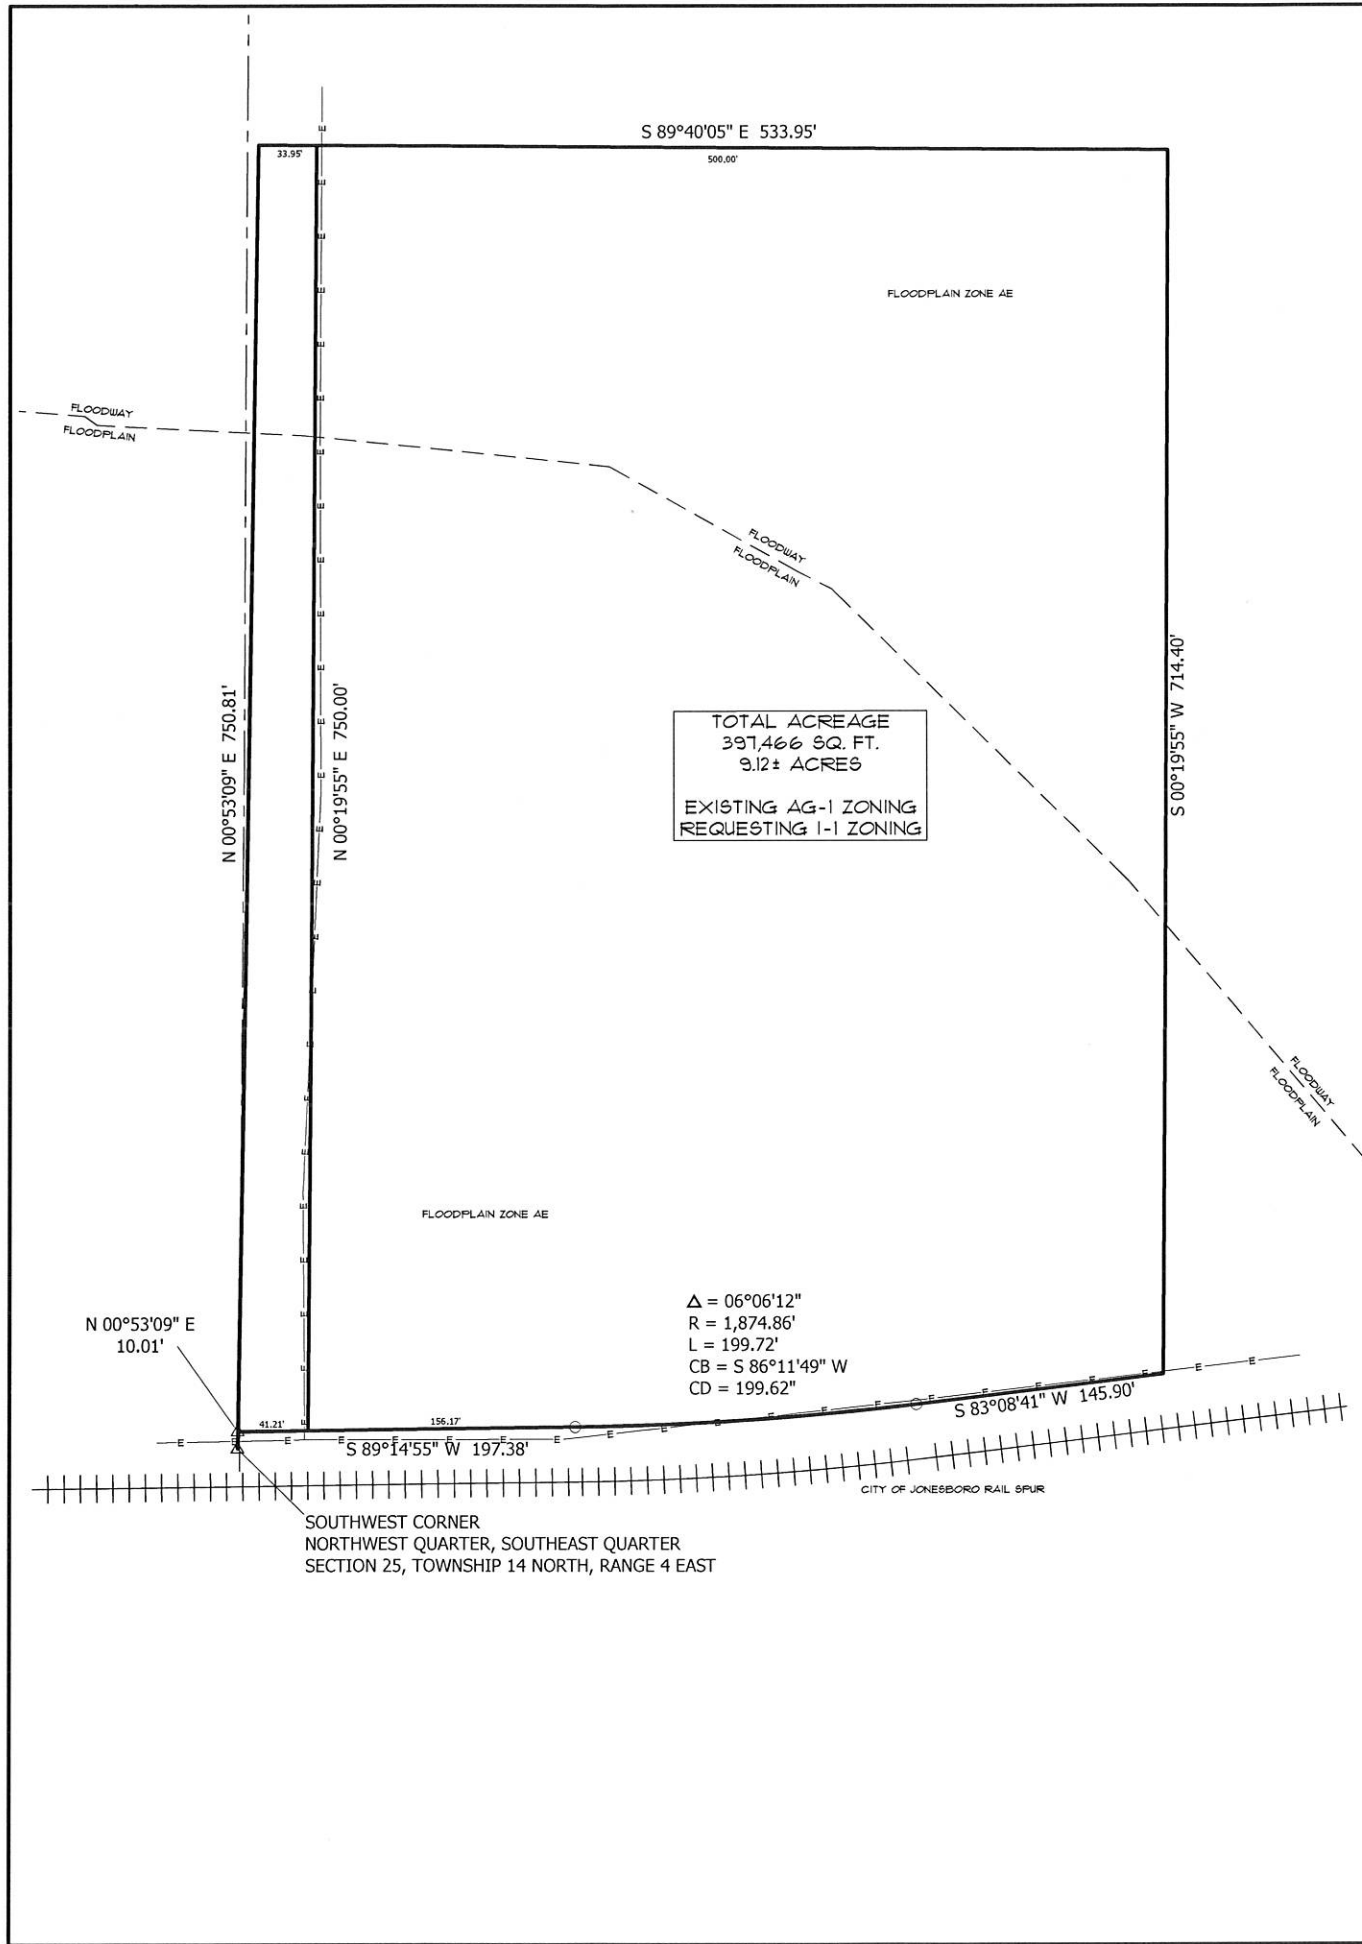 S 89°40'05" E 533.95'
33.95'
500.00'
FLOODPLAIN ZONE AE
FLOODWAY
FLOODPLAIN
FLOODWAY
FLOODPLAIN
N 00°53'09" E 750.81'
N 00°19'55" E 750.00'
S 00°19'55" W 714.40'
TOTAL ACREAGE
397,466 SQ. FT.
9.12± ACRES
EXISTING AG-1 ZONING
REQUESTING I-1 ZONING
FLOODWAY
FLOODPLAIN
FLOODPLAIN ZONE AE
Δ = 06°06'12"
R = 1,874.86'
L = 199.72'
CB = S 86°11'49" W
CD = 199.62"
N 00°53'09" E
10.01'
41.21'
156.17'
S 89°14'55" W 197.38'
S 83°08'41" W 145.90'
CITY OF JONESBORO RAIL SPUR
SOUTHWEST CORNER
NORTHWEST QUARTER, SOUTHEAST QUARTER
SECTION 25, TOWNSHIP 14 NORTH, RANGE 4 EAST